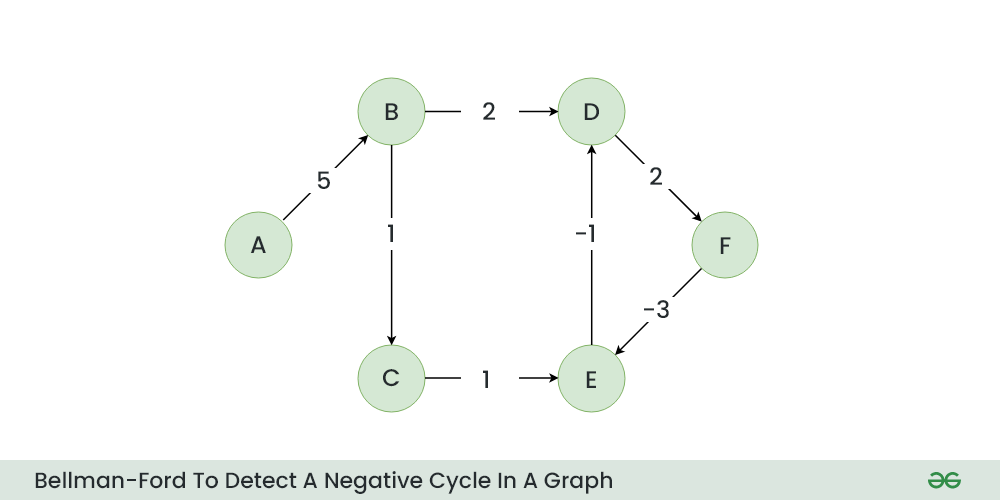 B
2
D
5
2
A
1
-1
F
-3
C
1
E
Bellman-Ford To Detect A Negative Cycle In A Graph